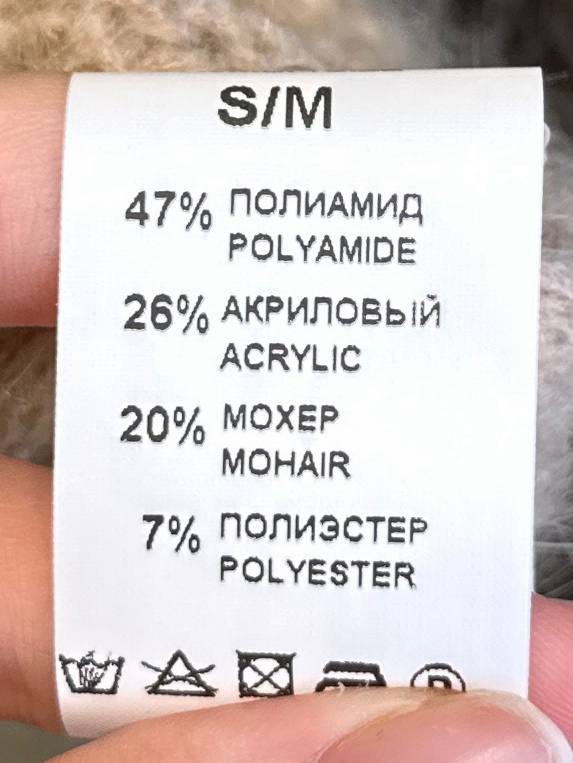 S/M
47% ПОЛИАМИД
POLYAMIDE
26% АКРИЛОВЫЙ
ACRYLIC
20% МОХЕР
MOHAIR
7% ПОЛИЭСТЕР
POLYESTER